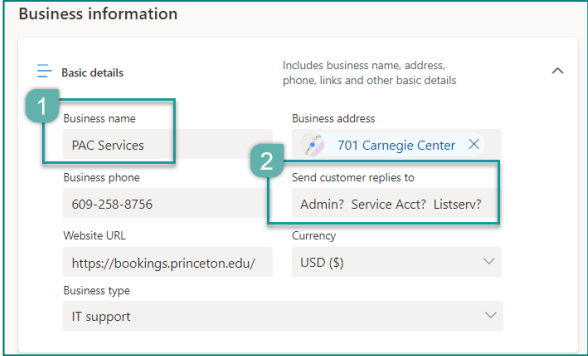 Business information
Basic details
Includes business name, address,
phone, links and other basic details
1
Business name
PAC Services
Business address
701 Carnegie Center
2
Business phone
609-258-8756
Send customer replies to
Admin? Service Acct? Listserv?
Website URL
https://bookings.princeton.edu/
Currency
USD ($)
Business type
IT support